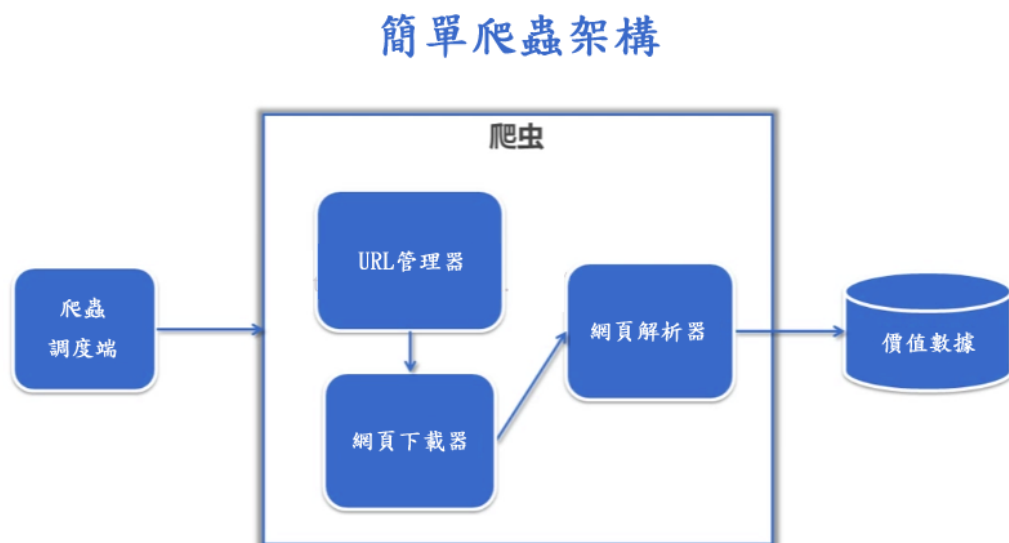 簡單爬蟲架構
爬虫
URL管理器
爬蟲
調度端
網頁解析器
價值數據
網頁下載器